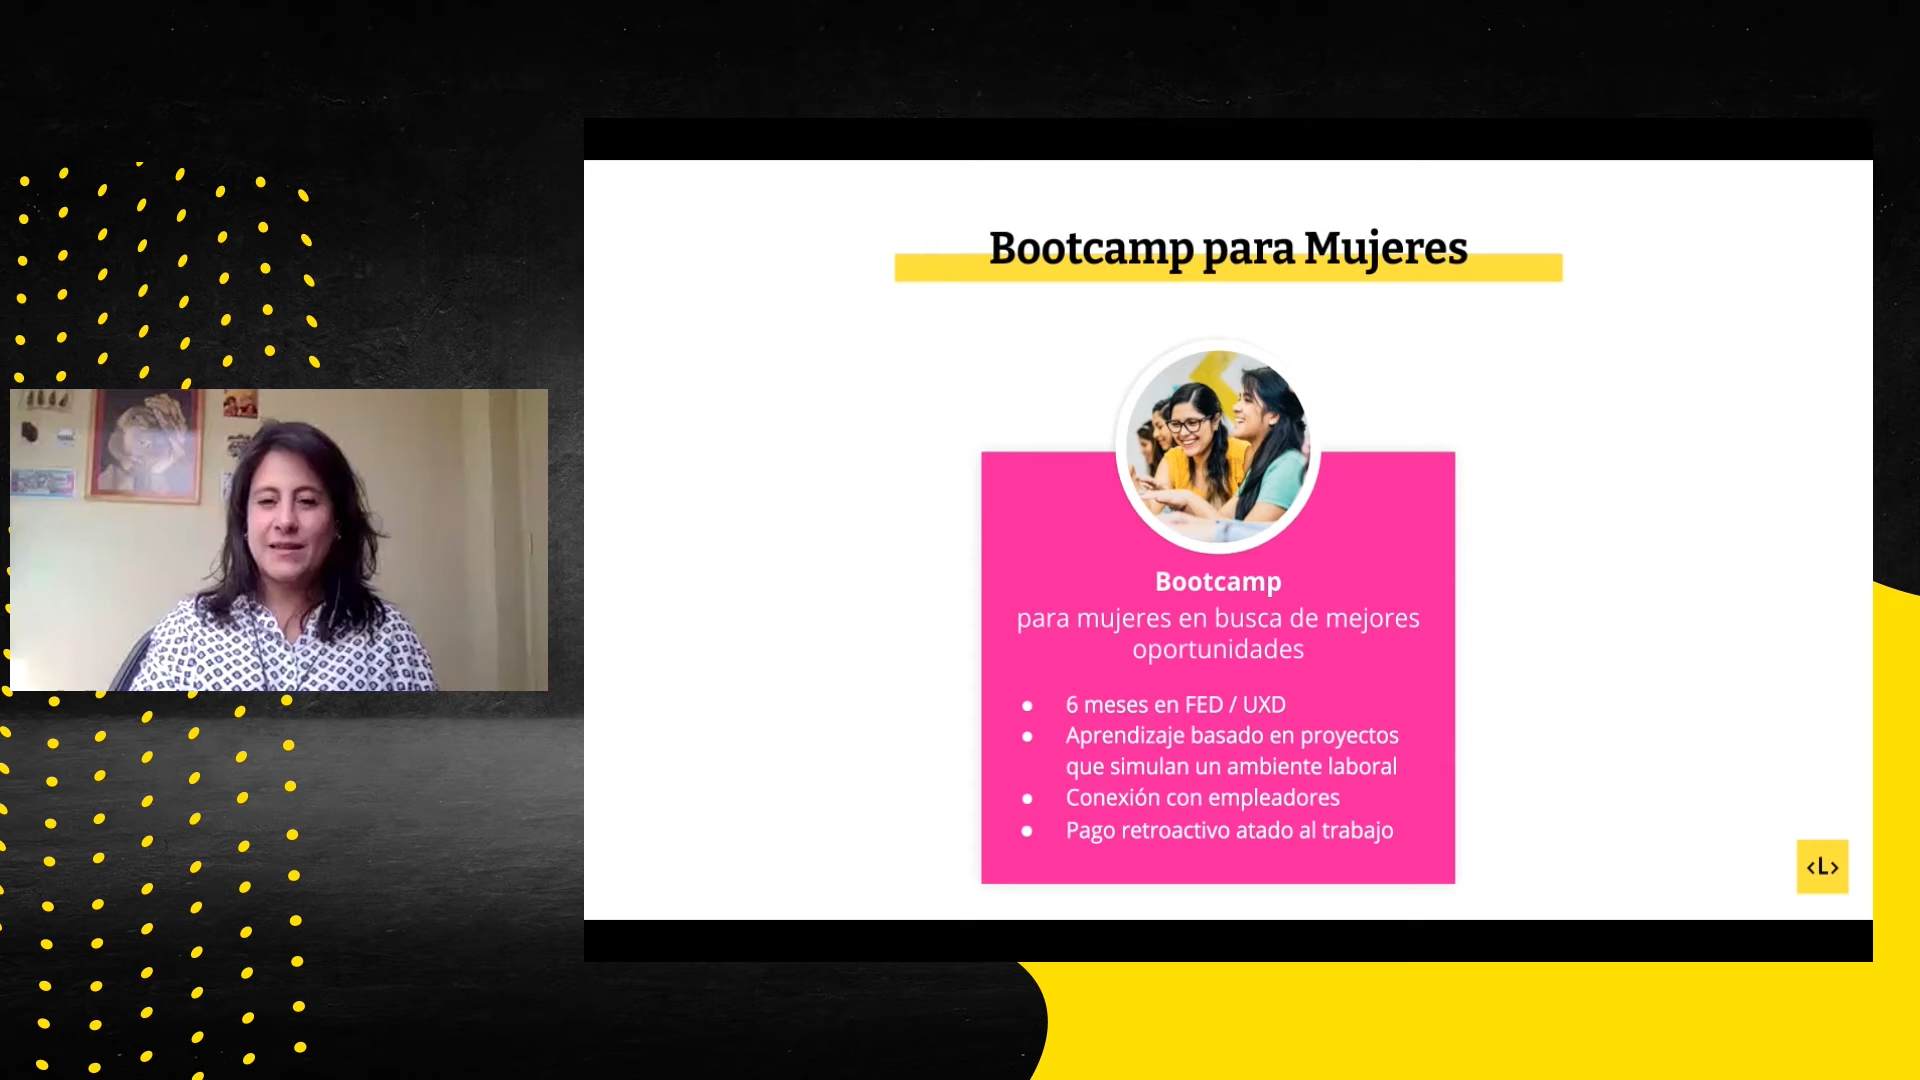 Bootcamp para Mujeres
Bootcamp
para mujeres en busca de mejores
oportunidades
● 6 meses en FED / UXD
● Aprendizaje basado en proyectos
que simulan un ambiente laboral
● Conexión con empleadores
● Pago retroactivo atado al trabajo
<L>